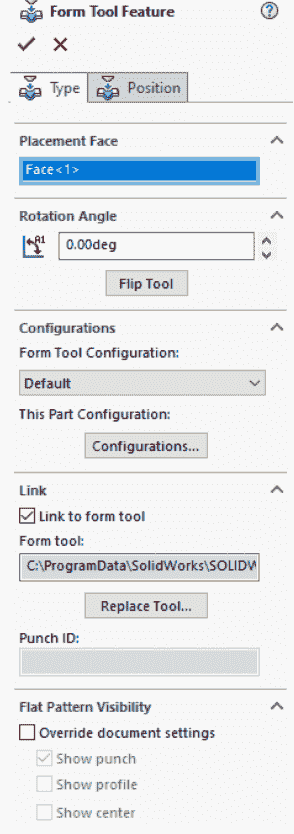 Form Tool Feature
Type Position
Placement Face
Face<1>
Rotation Angle
A1 0.00deg
Flip Tool
Configurations
Form Tool Configuration:
Default
This Part Configuration:
Configurations...
Link
Link to form tool
Form tool:
C:\ProgramData\SolidWorks\SOLIDW
Replace Tool...
Punch ID:
Flat Pattern Visibility
Override document settings
Show punch
Show profile
Show center